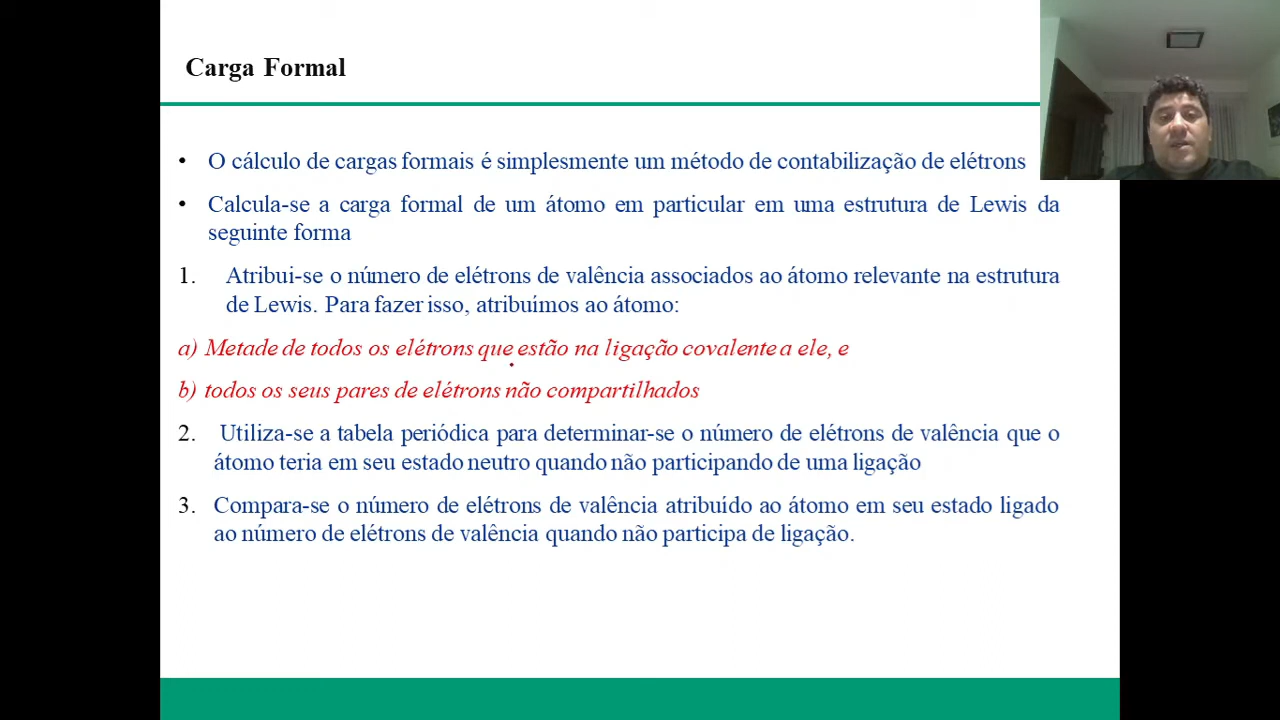 Carga Formal
• O cálculo de cargas formais é simplesmente um método de contabilização de elétrons
• Calcula-se a carga formal de um átomo em particular em uma estrutura de Lewis da
seguinte forma
1. Atribui-se o número de elétrons de valência associados ao átomo relevante na estrutura
de Lewis. Para fazer isso, atribuímos ao átomo:
a) Metade de todos os elétrons que estão na ligação covalente a ele, e
b) todos os seus pares de elétrons não compartilhados
2. Utiliza-se a tabela periódica para determinar-se o número de elétrons de valência que o
átomo teria em seu estado neutro quando não participando de uma ligação
3. Compara-se o número de elétrons de valência atribuído ao átomo em seu estado ligado
ao número de elétrons de valência quando não participa de ligação.